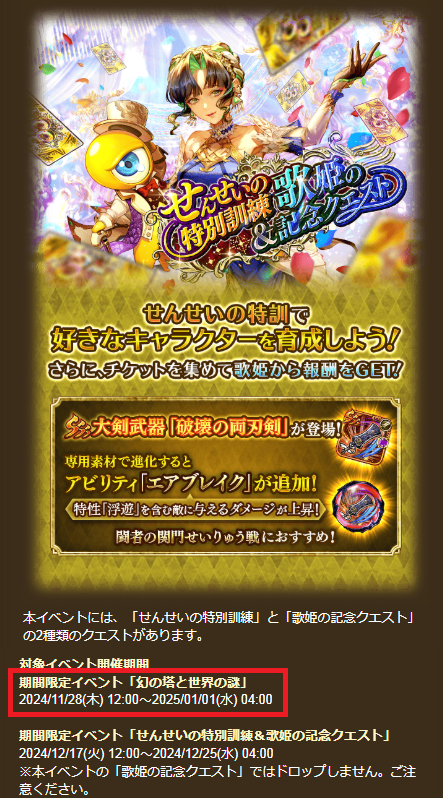 せんせいの
特別訓練
歌姫の
&記念クエスト
せんせいの特訓で
好きなキャラクターを育成しよう!
さらに、チケットを集めて歌姫から報酬をGET!
SS大剣武器「破壊の両刃剣」が登場!
専用素材で進化すると
アビリティ「エアブレイク」が追加!
特性「浮遊」を含む敵に与えるダメージが上昇!
闘者の関門せいりゅう戦におすすめ!
本イベントには、「せんせいの特別訓練」と「歌姫の記念クエスト」
の2種類のクエストがあります。
対象イベント開催期間
期間限定イベント「幻の塔と世界の謎」
2024/11/28(木) 12:00～2025/01/01(水) 04:00
期間限定イベント「せんせいの特別訓練&歌姫の記念クエスト」
2024/12/17(火) 12:00～2024/12/25(水) 04:00
※本イベントの「歌姫の記念クエスト」ではドロップしません。ご注
意ください。